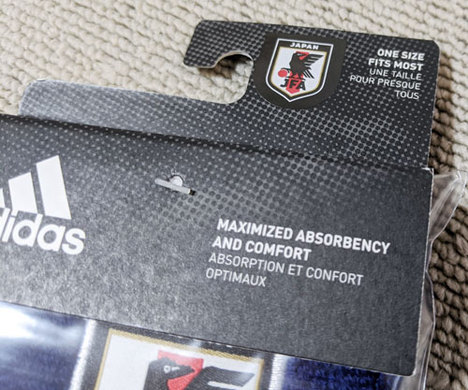 JAPAN
JFA
ONE SIZE
FITS MOST
UNE TAILLE
POUR PRESQUE
TOUS
adidas
MAXIMIZED ABSORBENCY
AND COMFORT
ABSORPTION ET CONFORT
OPTIMAUX